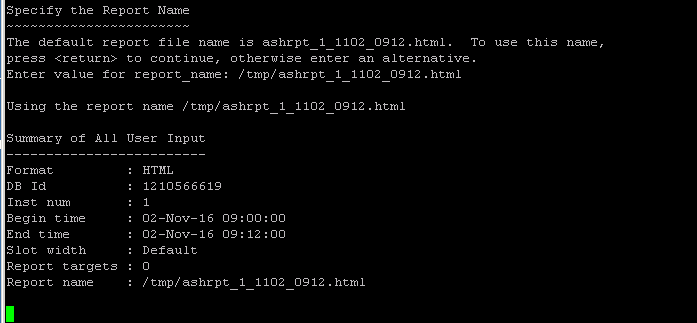 Specify the Report Name
~~~~~~~~~~~~~~~~~~~~~~~
The default report file name is ashrpt_1_1102_0912.html.  To use this name,
press <return> to continue, otherwise enter an alternative.
Enter value for report_name: /tmp/ashrpt_1_1102_0912.html
Using the report name /tmp/ashrpt_1_1102_0912.html
Summary of All User Input
-------------------------
Format         : HTML
DB Id          : 1210566619
Inst num       : 1
Begin time     : 02-Nov-16 09:00:00
End time       : 02-Nov-16 09:12:00
Slot width     : Default
Report targets : 0
Report name    : /tmp/ashrpt_1_1102_0912.html